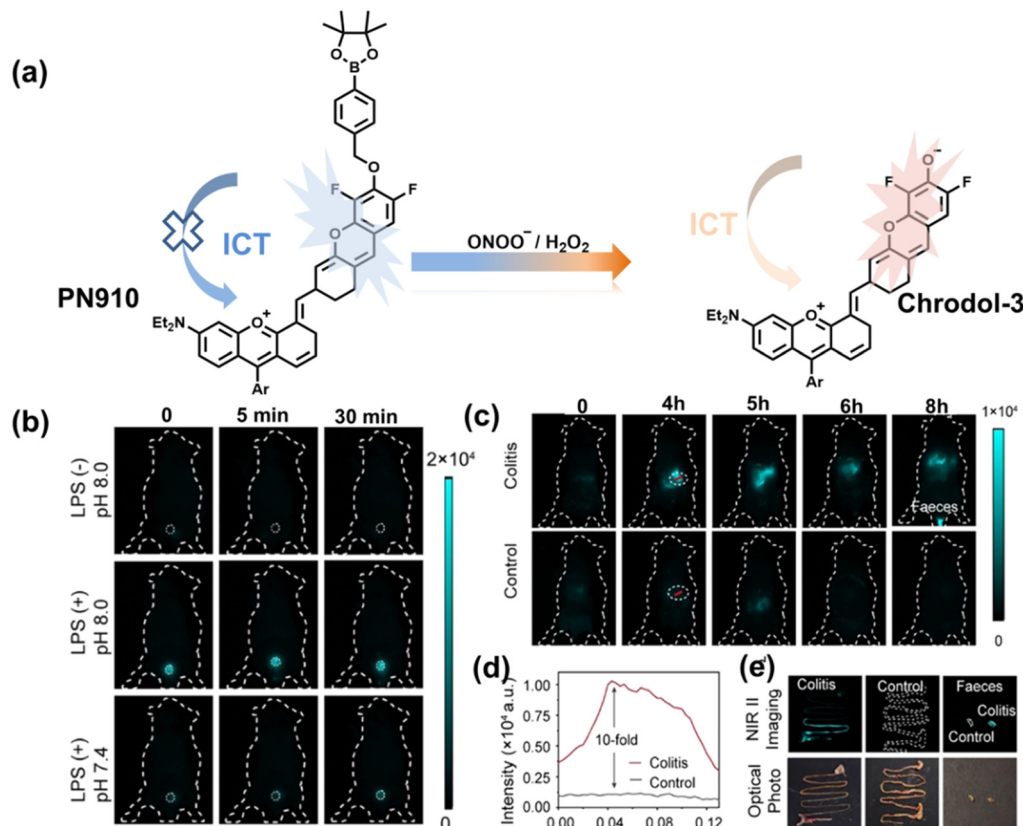 (a)
O
O
B
O
F
F
O
ICT
PN910
Et₂N
O⁺
Ar
ONOO⁻ / H₂O₂
ICT
O⁻
F
F
O
Chrodol-3
Et₂N
O⁺
Ar
(b)
0 5 min 30 min
LPS (-)
pH 8.0
LPS (+)
pH 8.0
LPS (+)
pH 7.4
2×10⁴
0
(c)
0 4h 5h 6h 8h
Colitis
Control
Faeces
1×10⁴
0
(d)
Intensity (×10⁴ a.u.)
1.00
0.75
0.50
0.25
0.00
10-fold
Colitis
Control
0.00 0.04 0.08 0.12
(e)
NIR II
Imaging
Optical
Photo
Colitis Control Faeces
Colitis
Control